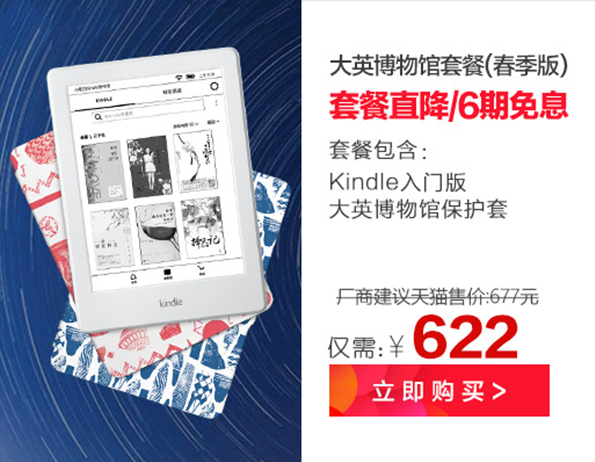 大英博物馆套餐(春季版)
套餐直降/6期免息
套餐包含:
Kindle入门版
大英博物馆保护套
厂商建议天猫售价:677元
仅需:¥622
立即购买>
KINDLE
kindle